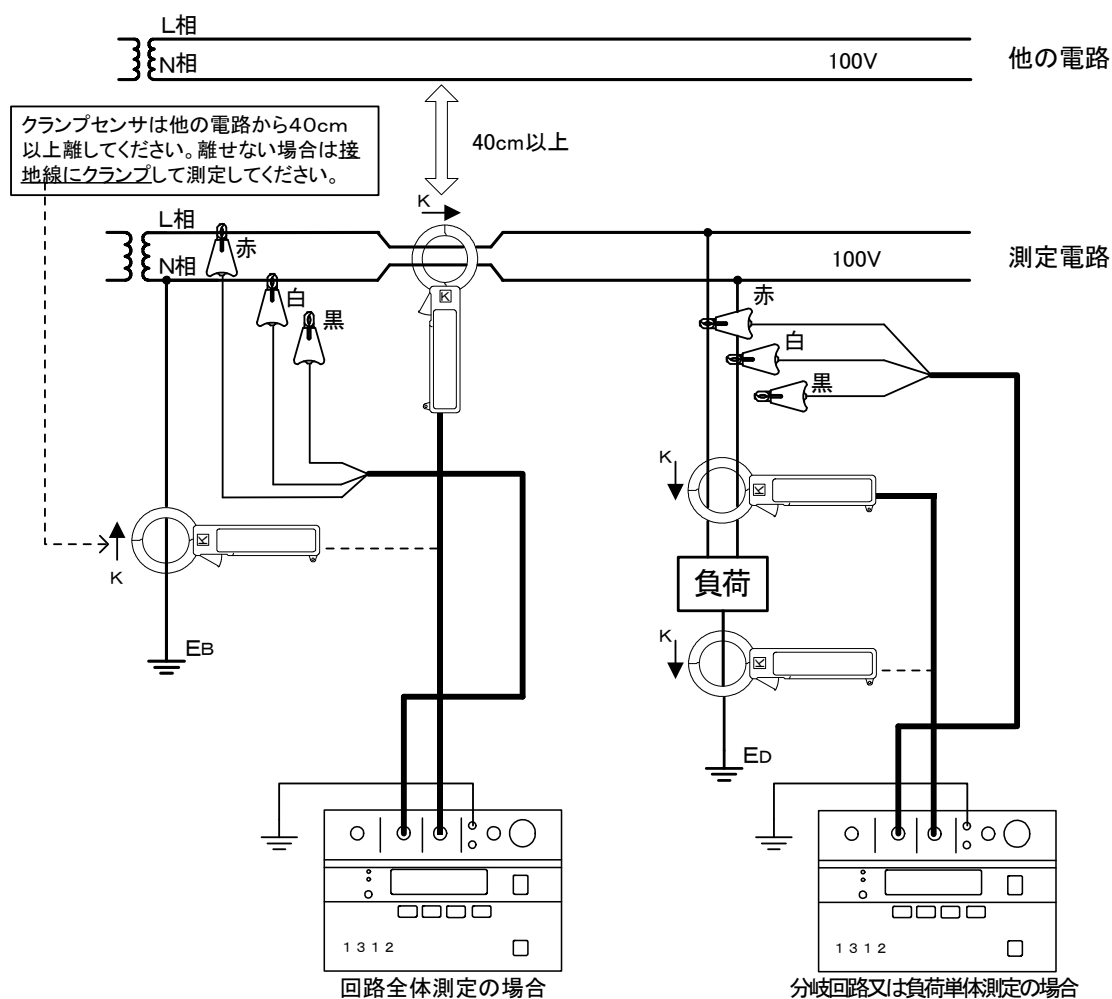 L相
N相
100V
他の電路
クランプセンサは他の電路から40cm
以上離してください。離せない場合は接
地線にクランプして測定してください。
40cm以上
K
L相
N相
赤
白
黒
K
100V
測定電路
赤
白
黒
K
K
K
EB
K
K
負荷
K
K
ED
1312
回路全体測定の場合
1312
分岐回路又は負荷単体測定の場合